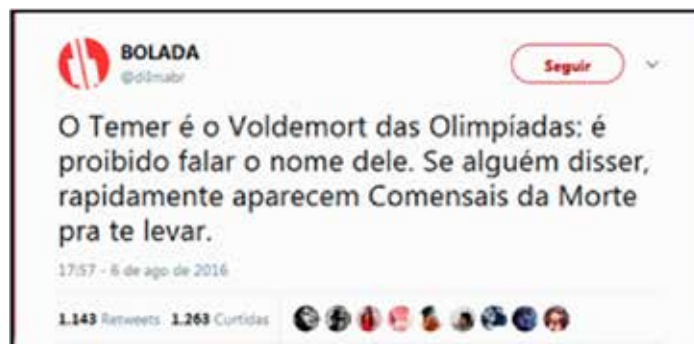 BOLADA
@dilmabr
Seguir
O Temer é o Voldemort das Olimpíadas: é
proibido falar o nome dele. Se alguém disser,
rapidamente aparecem Comensais da Morte
pra te levar.
17:57 - 6 de ago de 2016
1.143 Retweets 1.263 Curtidas